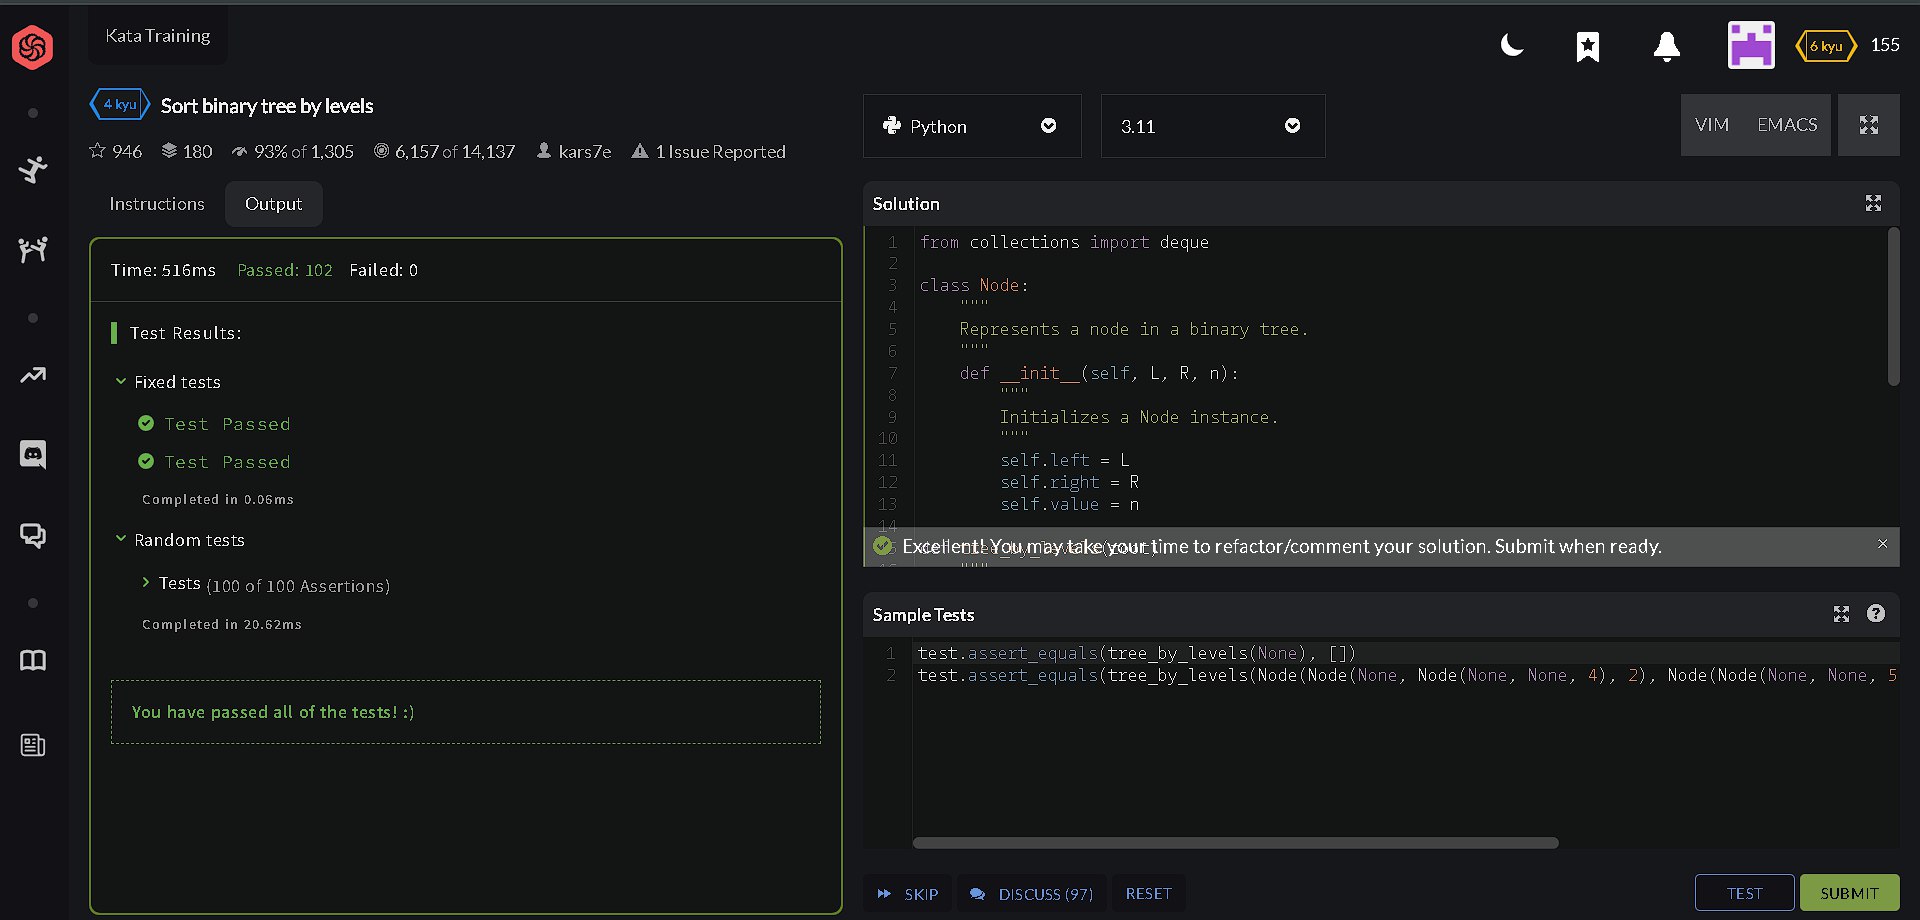 Kata Training
6 kyu 155
4 kyu Sort binary tree by levels
946 180 93% of 1,305 6,157 of 14,137 kars7e 1 Issue Reported
Instructions Output
Time: 516ms Passed: 102 Failed: 0
Test Results:
Fixed tests
Test Passed
Test Passed
Completed in 0.06ms
Random tests
Tests (100 of 100 Assertions)
Completed in 20.62ms
You have passed all of the tests! :)
Python 3.11 VIM EMACS
Solution
1 from collections import deque
2
3 class Node:
4 """
5 Represents a node in a binary tree.
6 """
7 def __init__(self, L, R, n):
8 """
9 Initializes a Node instance.
10 """
11 self.left = L
12 self.right = R
13 self.value = n
14
Excellent! You may take your time to refactor/comment your solution. Submit when ready.
"""
Sample Tests
1 test.assert_equals(tree_by_levels(None), [])
2 test.assert_equals(tree_by_levels(Node(Node(None, Node(None, None, 4), 2), Node(Node(None, None, 5
SKIP DISCUSS (97) RESET TEST SUBMIT